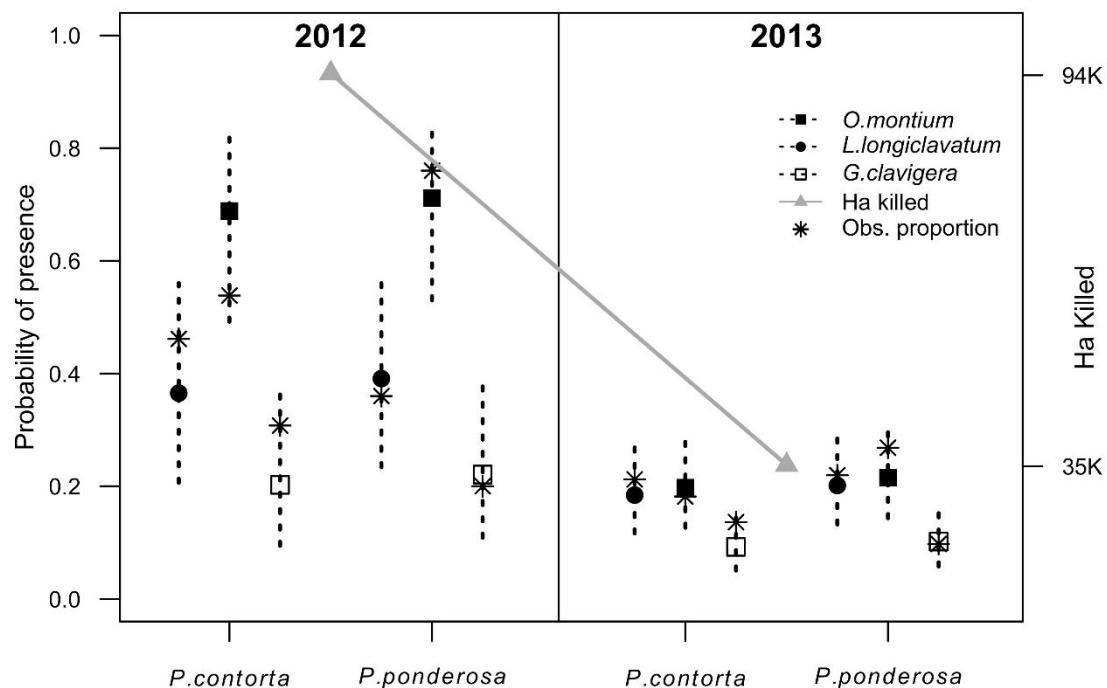 2012
2013
Probability of presence
1.0
0.8
0.6
0.4
0.2
0.0
94K
35K
Ha Killed
O.montium
L.longiclavatum
G.clavigera
Ha killed
Obs. proportion
P.contorta P.ponderosa P.contorta P.ponderosa